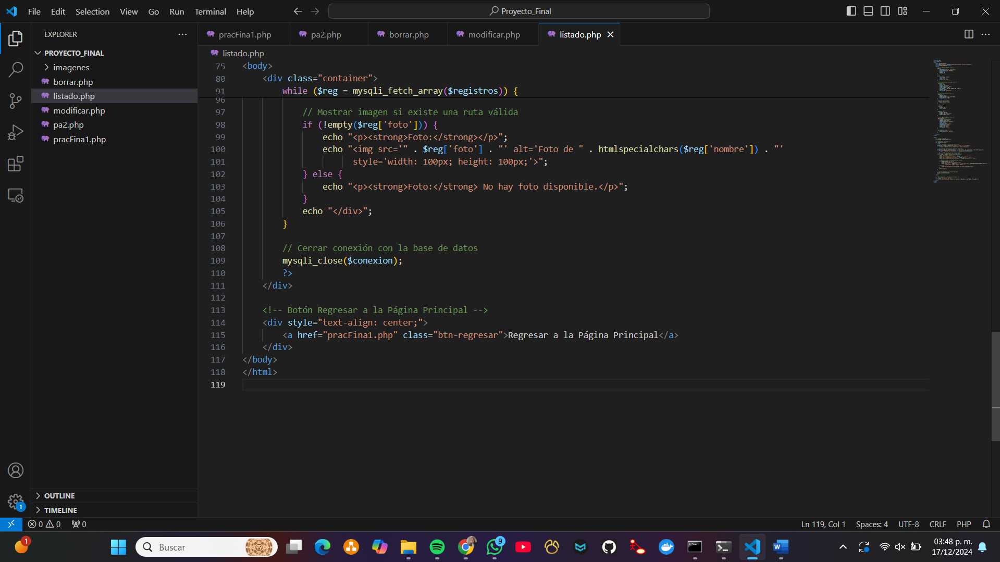 File Edit Selection View Go Run Terminal Help
Proyecto_Final
EXPLORER
PROYECTO_FINAL
imagenes
borrar.php
listado.php
modificar.php
pa2.php
pracFina1.php
OUTLINE
TIMELINE
pracFina1.php pa2.php borrar.php modificar.php listado.php
listado.php
75 <body>
80 <div class="container">
91 while ($reg = mysqli_fetch_array($registros)) {
96
97 // Mostrar imagen si existe una ruta válida
98 if (!empty($reg['foto'])) {
99 echo "<p><strong>Foto:</strong></p>";
100 echo "<img src='" . $reg['foto'] . "' alt='Foto de " . htmlspecialchars($reg['nombre']) . "'
101 style='width: 100px; height: 100px;'>";
102 } else {
103 echo "<p><strong>Foto:</strong> No hay foto disponible.</p>";
104 }
105 echo "</div>";
106 }
107
108 // Cerrar conexión con la base de datos
109 mysqli_close($conexion);
110 ?>
111 </div>
112
113 <!-- Botón Regresar a la Página Principal -->
114 <div style="text-align: center;">
115 <a href="pracFina1.php" class="btn-regresar">Regresar a la Página Principal</a>
116 </div>
117 </body>
118 </html>
119
1
0 0 0
Ln 119, Col 1 Spaces: 4 UTF-8 CRLF PHP
1
Buscar
9
03:48 p. m.
17/12/2024